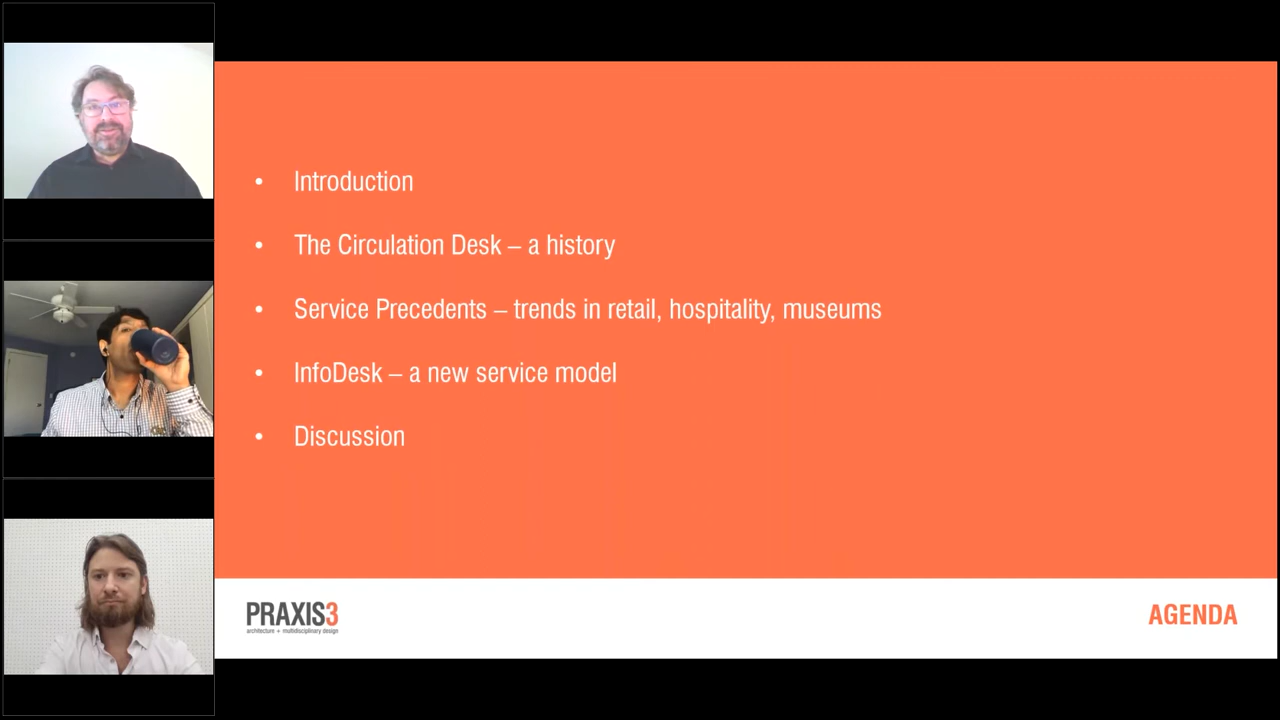 • Introduction
• The Circulation Desk – a history
• Service Precedents – trends in retail, hospitality, museums
• InfoDesk – a new service model
• Discussion
PRAXIS3
architecture + multidisciplinary design
AGENDA